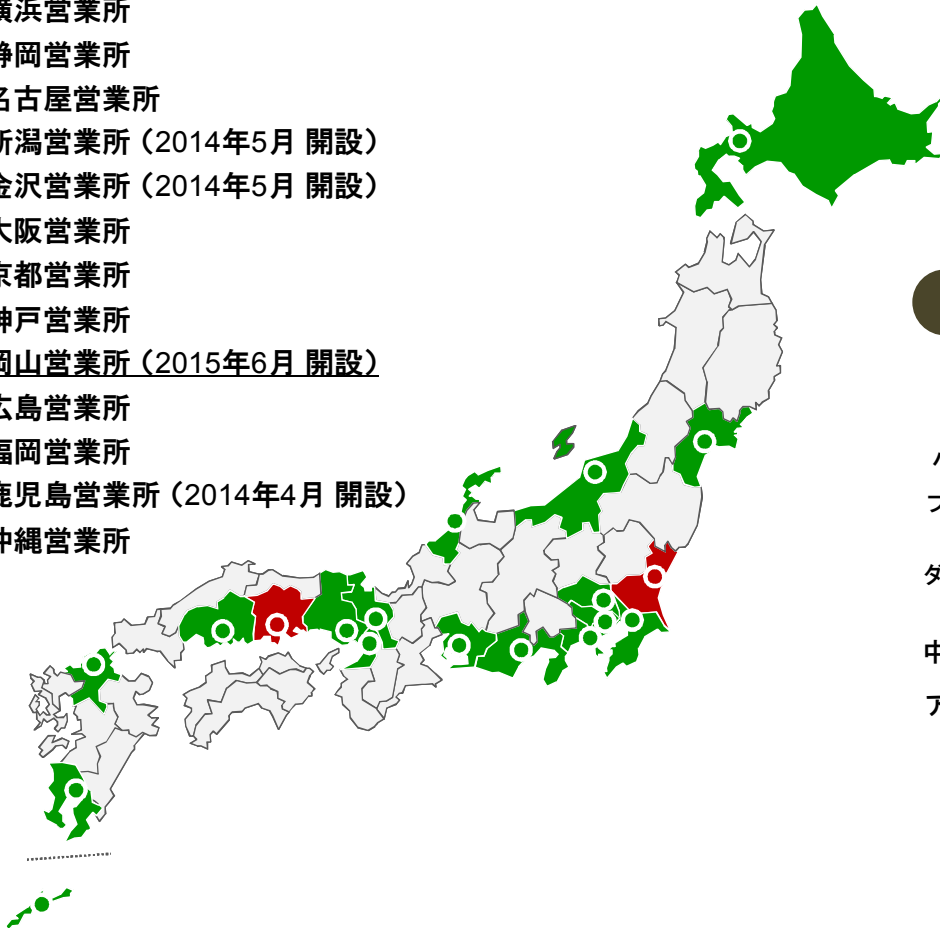 横浜営業所
静岡営業所
名古屋営業所
新潟営業所（2014年5月 開設）
金沢営業所（2014年5月 開設）
大阪営業所
京都営業所
神戸営業所
岡山営業所（2015年6月 開設）
広島営業所
福岡営業所
鹿児島営業所（2014年4月 開設）
沖縄営業所
フ
ダ
中
ア